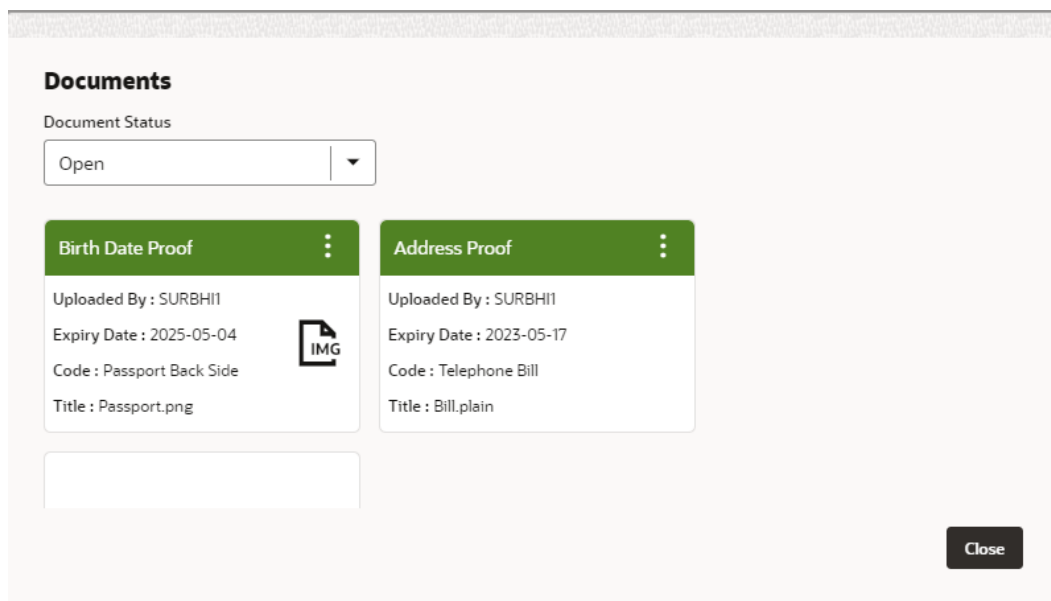 Documents
Document Status
Open
Birth Date Proof
Uploaded By : SURBHI1
Expiry Date : 2025-05-04
IMG
Code : Passport Back Side
Title : Passport.png
Address Proof
Uploaded By : SURBHI1
Expiry Date : 2023-05-17
Code : Telephone Bill
Title : Bill.plain
Close